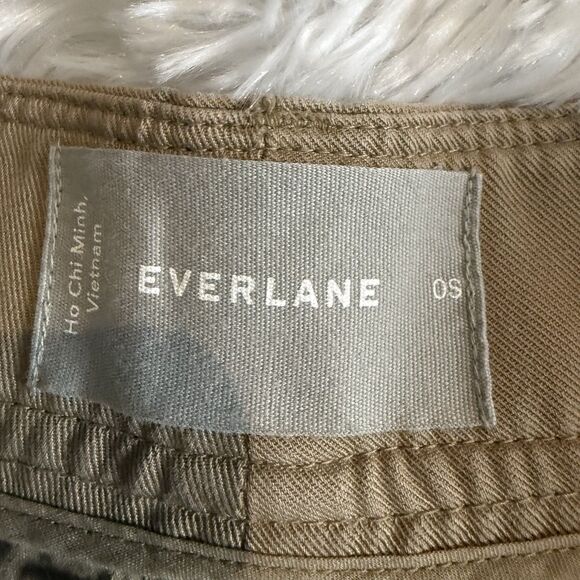 Ho Chi Minh,
Vietnam
EVERLANE
OS